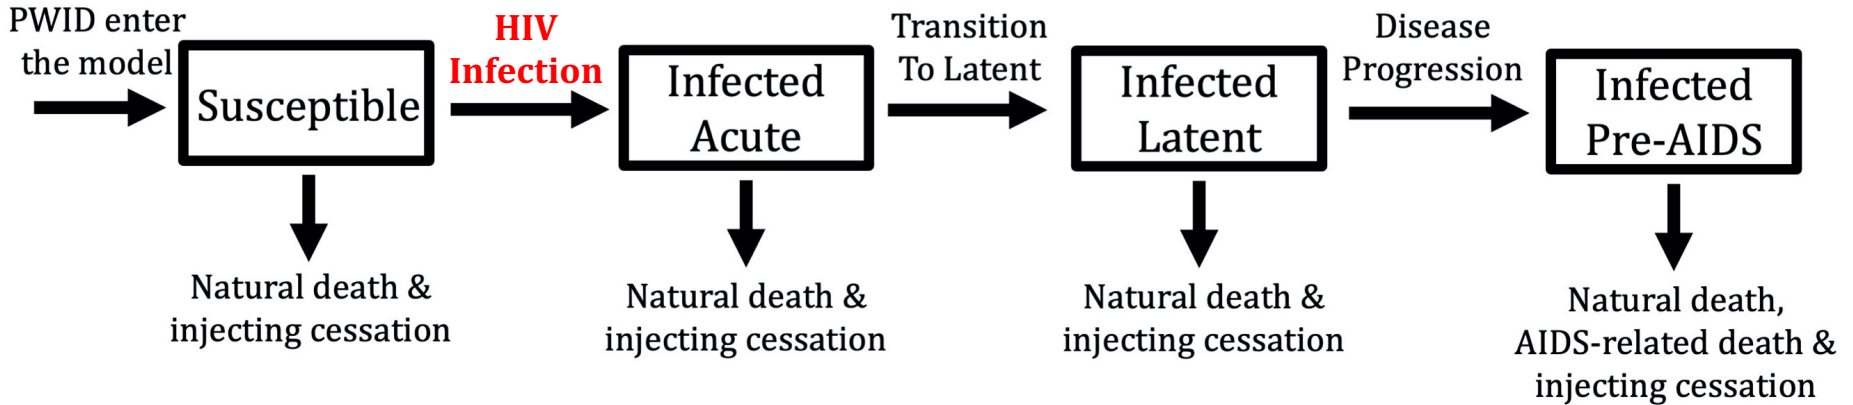 PWID enter
the model
Susceptible
HIV
Infection
Infected
Acute
Transition
To Latent
Infected
Latent
Disease
Progression
Infected
Pre-AIDS
Natural death &
injecting cessation
Natural death &
injecting cessation
Natural death &
injecting cessation
Natural death,
AIDS-related death &
injecting cessation